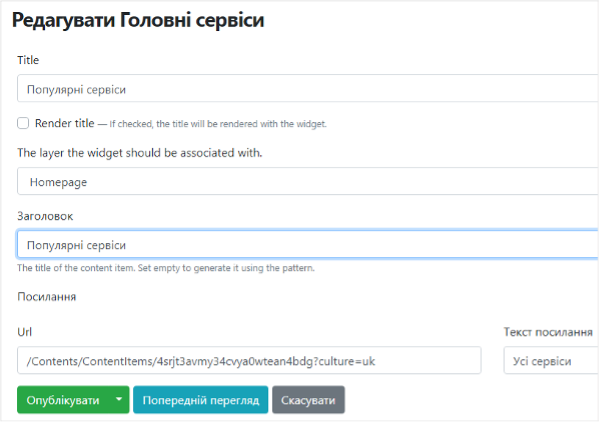 Редагувати Головні сервіси
Title
Популярні сервіси
Render title — If checked, the title will be rendered with the widget.
The layer the widget should be associated with.
Homepage
Заголовок
Популярні сервіси
The title of the content item. Set empty to generate it using the pattern.
Посилання
Url Текст посилання
/Contents/ContentItems/4srjt3avmy34cvya0wtean4bdg?culture=uk Усі сервіси
Опублікувати Попередній перегляд Скасувати